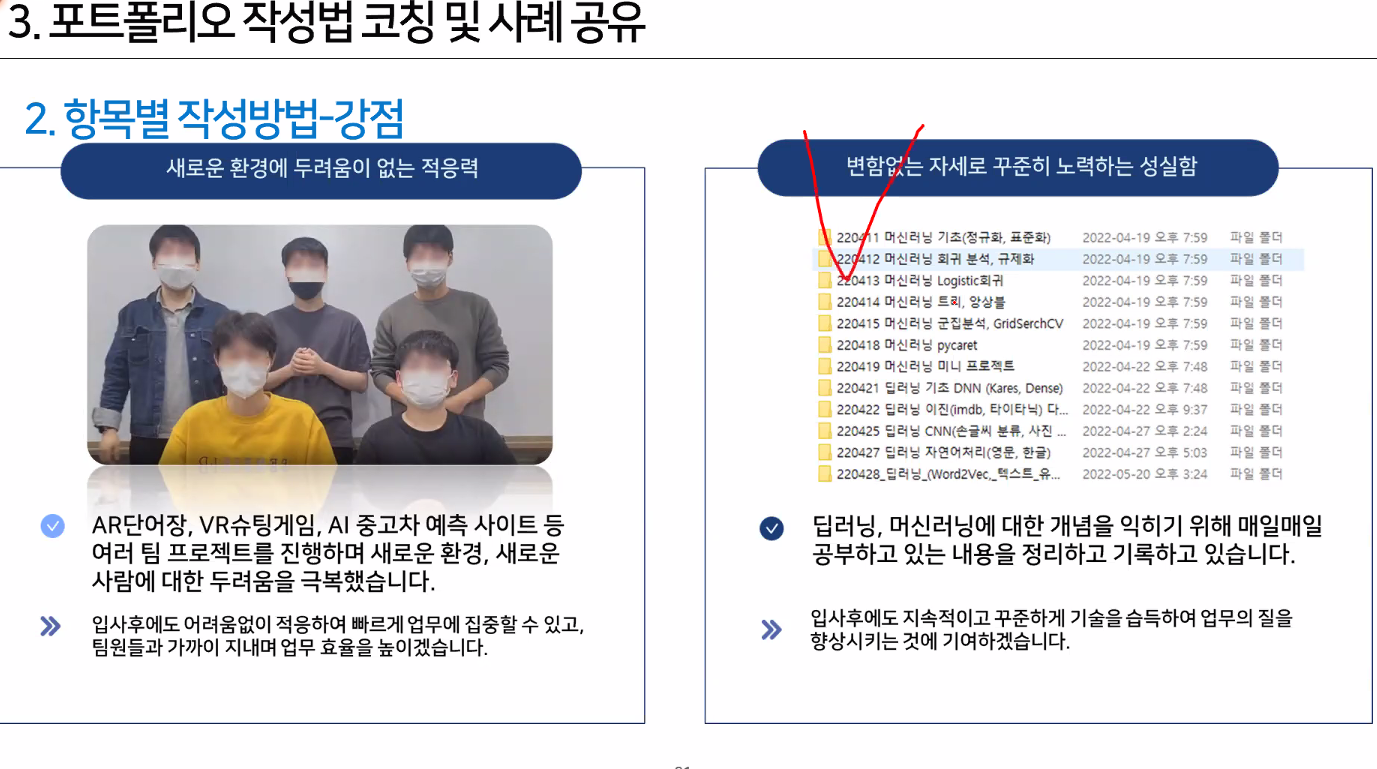 3. 포트폴리오 작성법 코칭 및 사례 공유
2. 항목별 작성방법-강점
새로운 환경에 두려움이 없는 적응력
AR단어장, VR슈팅게임, AI 중고차 예측 사이트 등
여러 팀 프로젝트를 진행하며 새로운 환경, 새로운
사람에 대한 두려움을 극복했습니다.
입사후에도 어려움없이 적응하여 빠르게 업무에 집중할 수 있고,
팀원들과 가까이 지내며 업무 효율을 높이겠습니다.
변함없는 자세로 꾸준히 노력하는 성실함
220411 머신러닝 기초(정규화, 표준화) 2022-04-19 오후 7:59 파일 폴더
220412 머신러닝 회귀 분석, 규제화 2022-04-19 오후 7:59 파일 폴더
220413 머신러닝 Logistic회귀 2022-04-19 오후 7:59 파일 폴더
220414 머신러닝 트리, 앙상블 2022-04-19 오후 7:59 파일 폴더
220415 머신러닝 군집분석, GridSerchCV 2022-04-19 오후 7:59 파일 폴더
220418 머신러닝 pycaret 2022-04-19 오후 7:59 파일 폴더
220419 머신러닝 미니 프로젝트 2022-04-22 오후 7:48 파일 폴더
220421 딥러닝 기초 DNN (Kares, Dense) 2022-04-22 오후 7:48 파일 폴더
220422 딥러닝 이진(imdb, 타이타닉) 다... 2022-04-22 오후 9:37 파일 폴더
220425 딥러닝 CNN(손글씨 분류, 사진 ... 2022-04-27 오후 2:24 파일 폴더
220427 딥러닝 자연어처리(영문, 한글) 2022-04-27 오후 5:03 파일 폴더
220428_딥러닝_(Word2Vec,_텍스트_유... 2022-05-20 오후 3:24 파일 폴더
딥러닝, 머신러닝에 대한 개념을 익히기 위해 매일매일
공부하고 있는 내용을 정리하고 기록하고 있습니다.
입사후에도 지속적이고 꾸준하게 기술을 습득하여 업무의 질을
향상시키는 것에 기여하겠습니다.